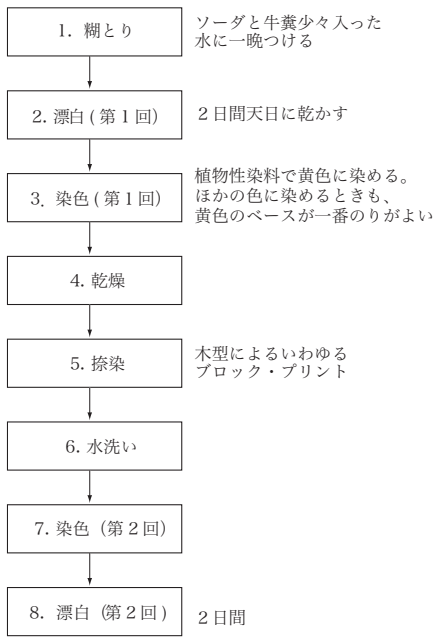 1. 糊とり
ソーダと牛糞少々入った
水に一晩つける
2. 漂白 ( 第 1 回)
２日間天日に乾かす
3. 染色 ( 第 1 回)
植物性染料で黄色に染める。
ほかの色に染めるときも、
黄色のベースが一番のりがよい
4. 乾燥
5. 捺染
木型によるいわゆる
ブロック・プリント
6. 水洗い
7. 染色（第 2 回）
8. 漂白（第 2 回 )
２日間